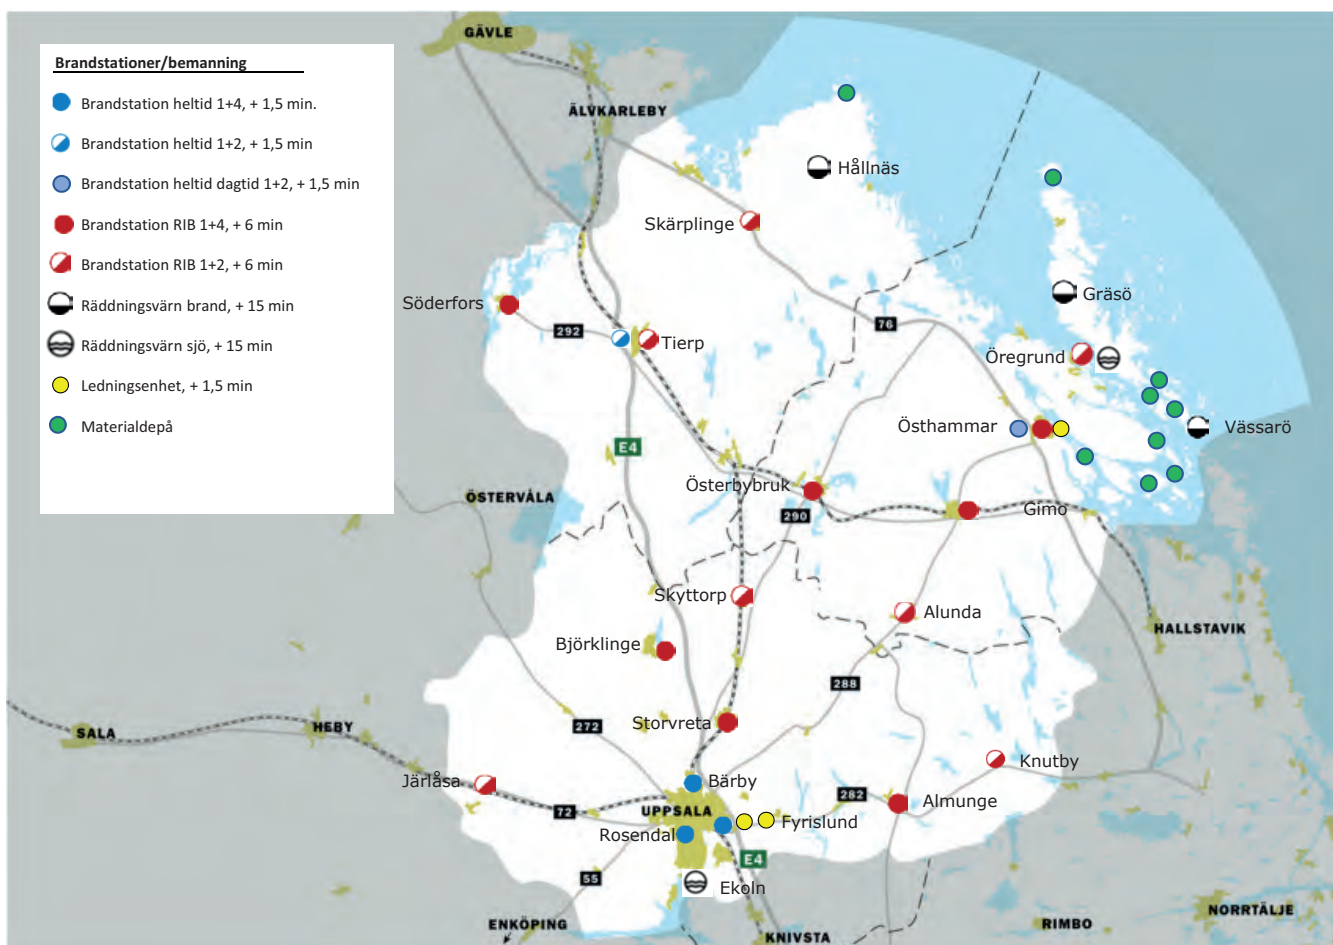 GÄVLE
Brandstationer/bemanning
Brandstation heltid 1+4, + 1,5 min.
Brandstation heltid 1+2, + 1,5 min
Brandstation heltid dagtid 1+2, + 1,5 min
Brandstation RIB 1+4, + 6 min
Brandstation RIB 1+2, + 6 min
Räddningsvärn brand, + 15 min
Räddningsvärn sjö, + 15 min
Ledningsenhet, + 1,5 min
Materialdepå
ÄLVKARLEBY
Hållnäs
Skärplinge
Gräsö
Söderfors
292
76
Tierp
Öregrund
Östhammar
Vässarö
E4
Österbybruk
ÖSTERVÅLA
290
Gimo
Skyttorp
Alunda
HALLSTAVIK
Björklinge
288
Storvreta
272
SALA
HEBY
Knutby
Järlåsa
Bärby
282
Almunge
72
UPPSALA
Fyrislund
Rosendal
E4
55
Ekoln
ENKÖPING
KNIVSTA
RIMBO
NORRTÄLJE